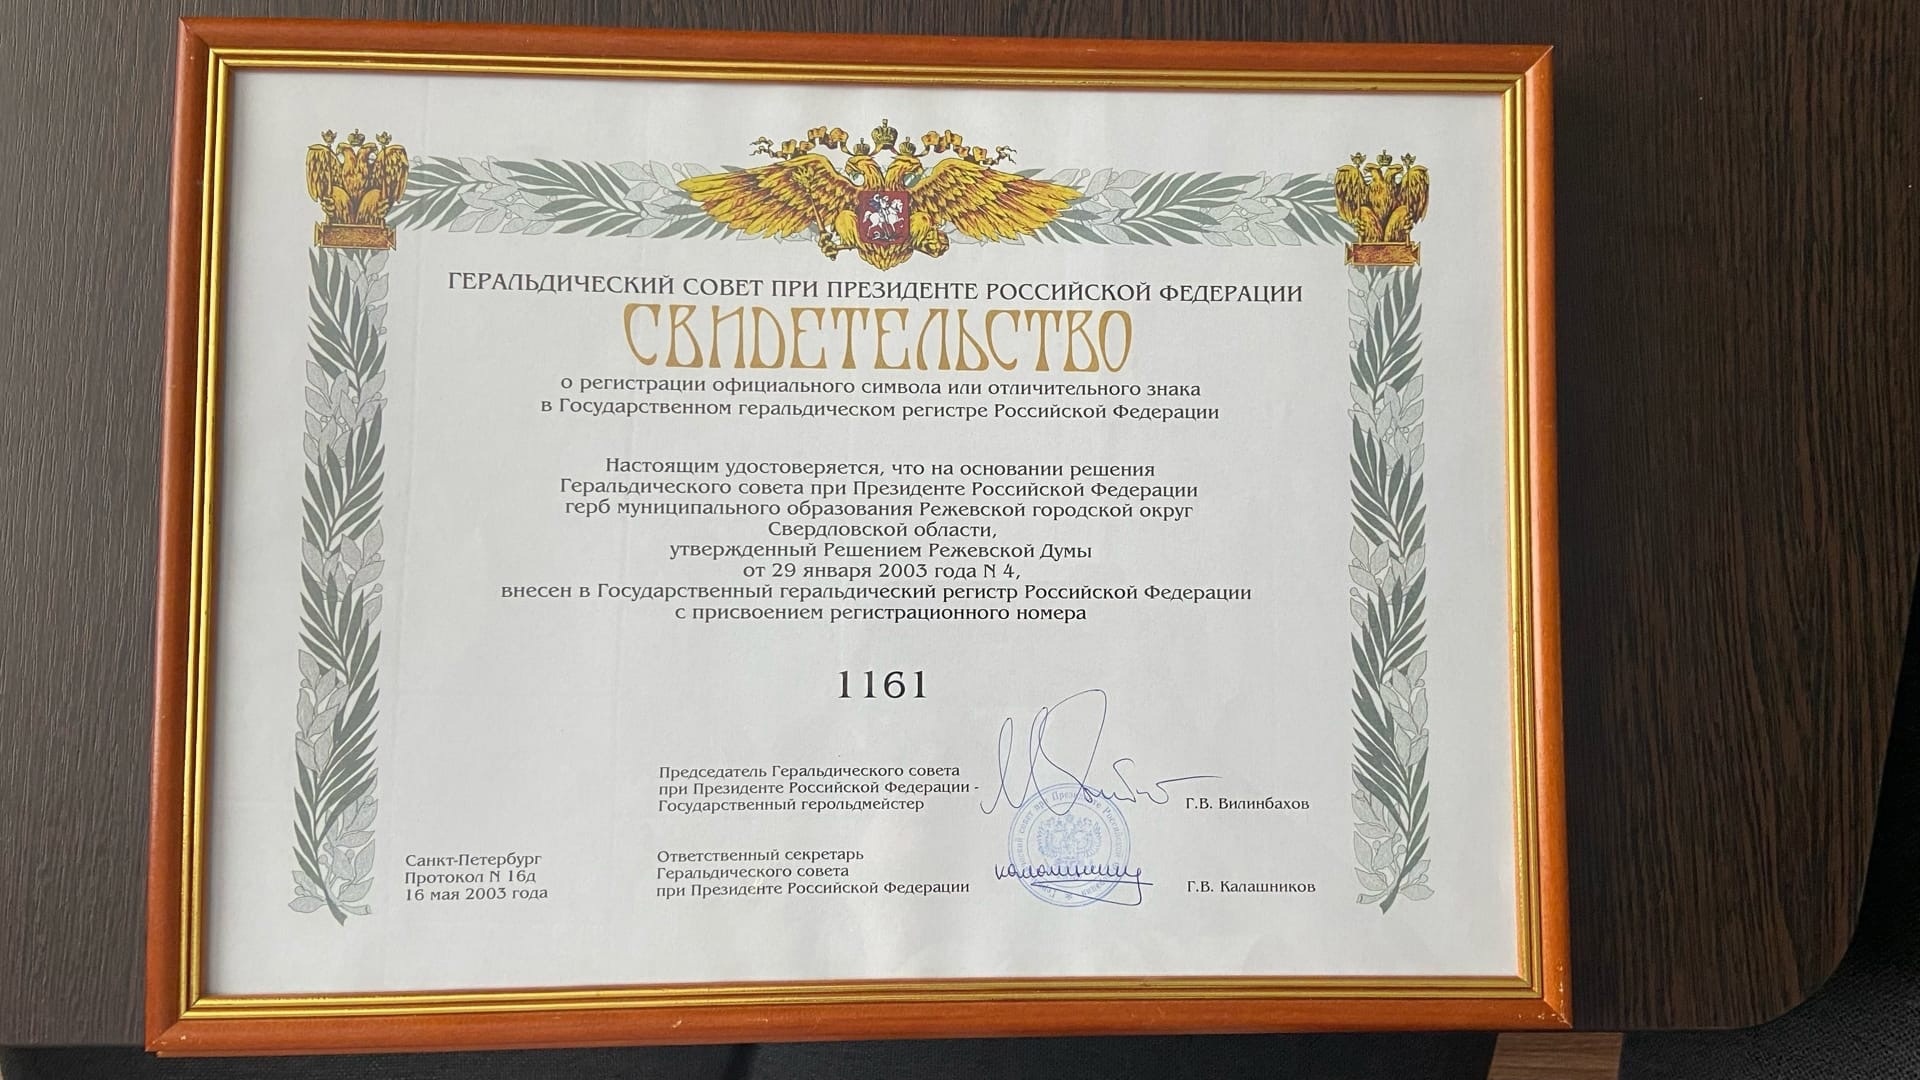 ГЕРАЛЬДИЧЕСКИЙ СОВЕТ ПРИ ПРЕЗИДЕНТЕ РОССИЙСКОЙ ФЕДЕРАЦИИ
СВИДЕТЕЛЬСТВО
о регистрации официального символа или отличительного знака
в Государственном геральдическом регистре Российской Федерации
Настоящим удостоверяется, что на основании решения
Геральдического совета при Президенте Российской Федерации
герб муниципального образования Режевской городской округ
Свердловской области,
утвержденный Решением Режевской Думы
от 29 января 2003 года N 4,
внесен в Государственный геральдический регистр Российской Федерации
с присвоением регистрационного номера
1161
Председатель Геральдического совета
при Президенте Российской Федерации -
Государственный герольдмейстер
Г.В. Вилинбахов
Санкт-Петербург
Протокол N 16д
16 мая 2003 года
Ответственный секретарь
Геральдического совета
при Президенте Российской Федерации
Г.В. Калашников